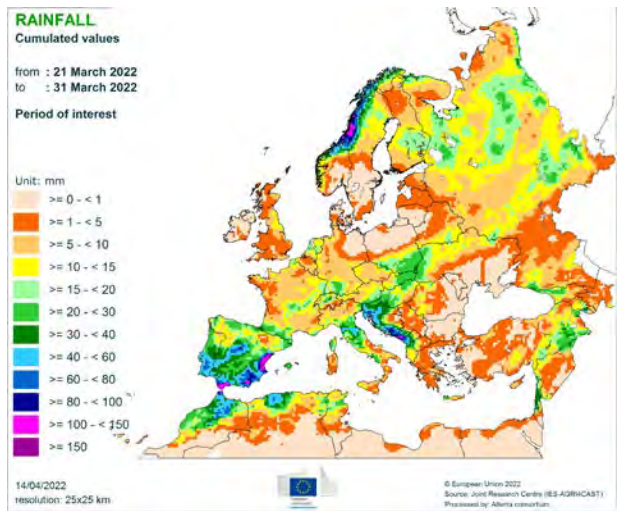 RAINFALL
Cumulated values
from : 21 March 2022
to : 31 March 2022
Period of interest
Unit: mm
>= 0 - < 1
>= 1 - < 5
>= 5 - < 10
>= 10 - < 15
>= 15 - < 20
>= 20 - < 30
>= 30 - < 40
>= 40 - < 60
>= 60 - < 80
>= 80 - < 100
>= 100 - < 150
>= 150
14/04/2022
resolution: 25x25 km
© European Union 2022
Source: Joint Research Centre (IES-AGRI4CAST)
Processed by: Alterra consortium